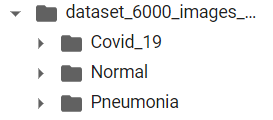 dataset_6000_images_...
Covid_19
Normal
Pneumonia